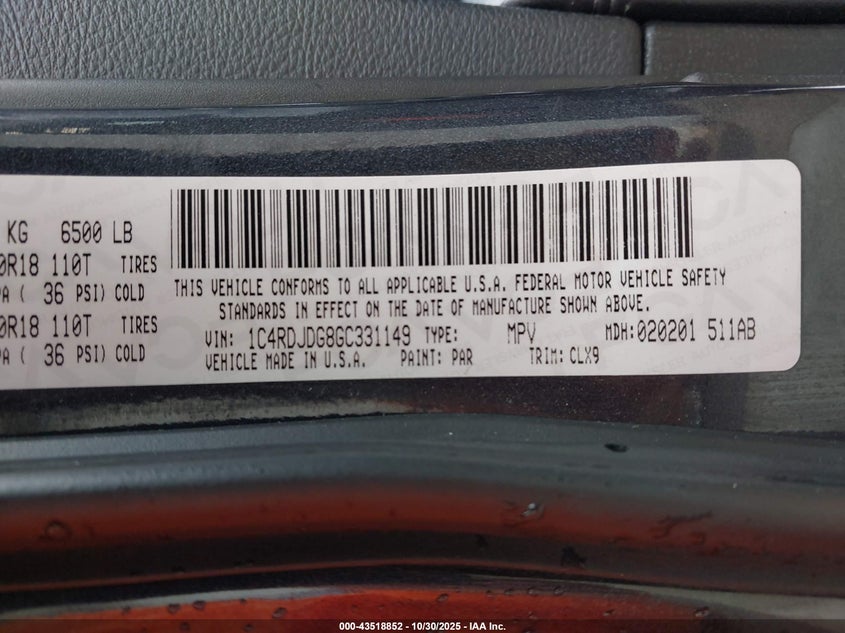 KG 6500 LB
0R18 110T TIRES
PA ( 36 PSI) COLD
0R18 110T TIRES
PA ( 36 PSI) COLD
THIS VEHICLE CONFORMS TO ALL APPLICABLE U.S.A. FEDERAL MOTOR VEHICLE SAFETY
STANDARDS IN EFFECT ON THE DATE OF MANUFACTURE SHOWN ABOVE.
VIN: 1C4RDJDG8GC331149 TYPE: MPV MDH:020201 511AB
VEHICLE MADE IN U.S.A. PAINT: PAR TRIM: CLX9
000-43518852 - 10/30/2025 - IAA Inc.